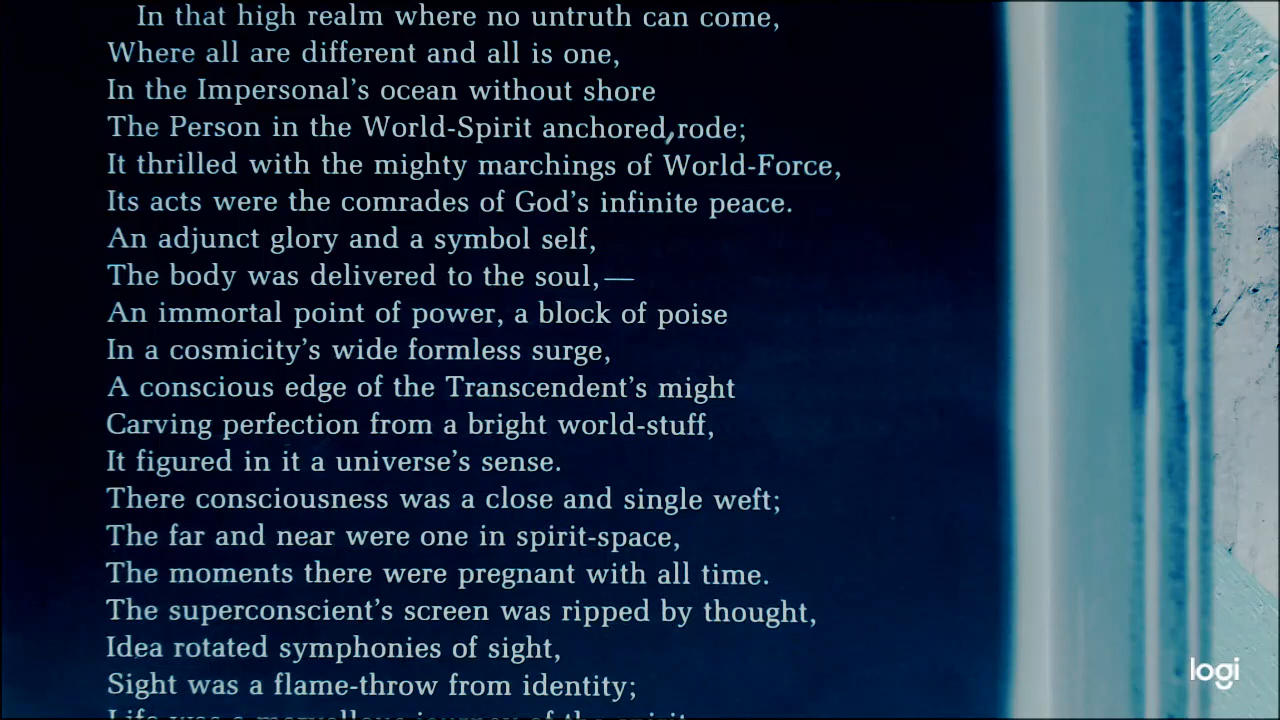 In that high realm where no untruth can come,
Where all are different and all is one,
In the Impersonal’s ocean without shore
The Person in the World-Spirit anchored,rode;
It thrilled with the mighty marchings of World-Force,
Its acts were the comrades of God’s infinite peace.
An adjunct glory and a symbol self,
The body was delivered to the soul,—
An immortal point of power, a block of poise
In a cosmicity’s wide formless surge,
A conscious edge of the Transcendent’s might
Carving perfection from a bright world-stuff,
It figured in it a universe’s sense.
There consciousness was a close and single weft;
The far and near were one in spirit-space,
The moments there were pregnant with all time.
The superconscient’s screen was ripped by thought,
Idea rotated symphonies of sight,
Sight was a flame-throw from identity;
Life was a marvellous journey of the spirit
logi